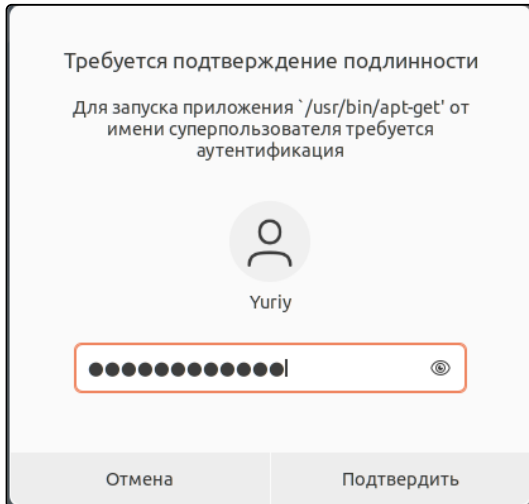 Требуется подтверждение подлинности
Для запуска приложения `/usr/bin/apt-get' от
имени суперпользователя требуется
аутентификация
Yuriy
●●●●●●●●●●●●
Отмена
Подтвердить